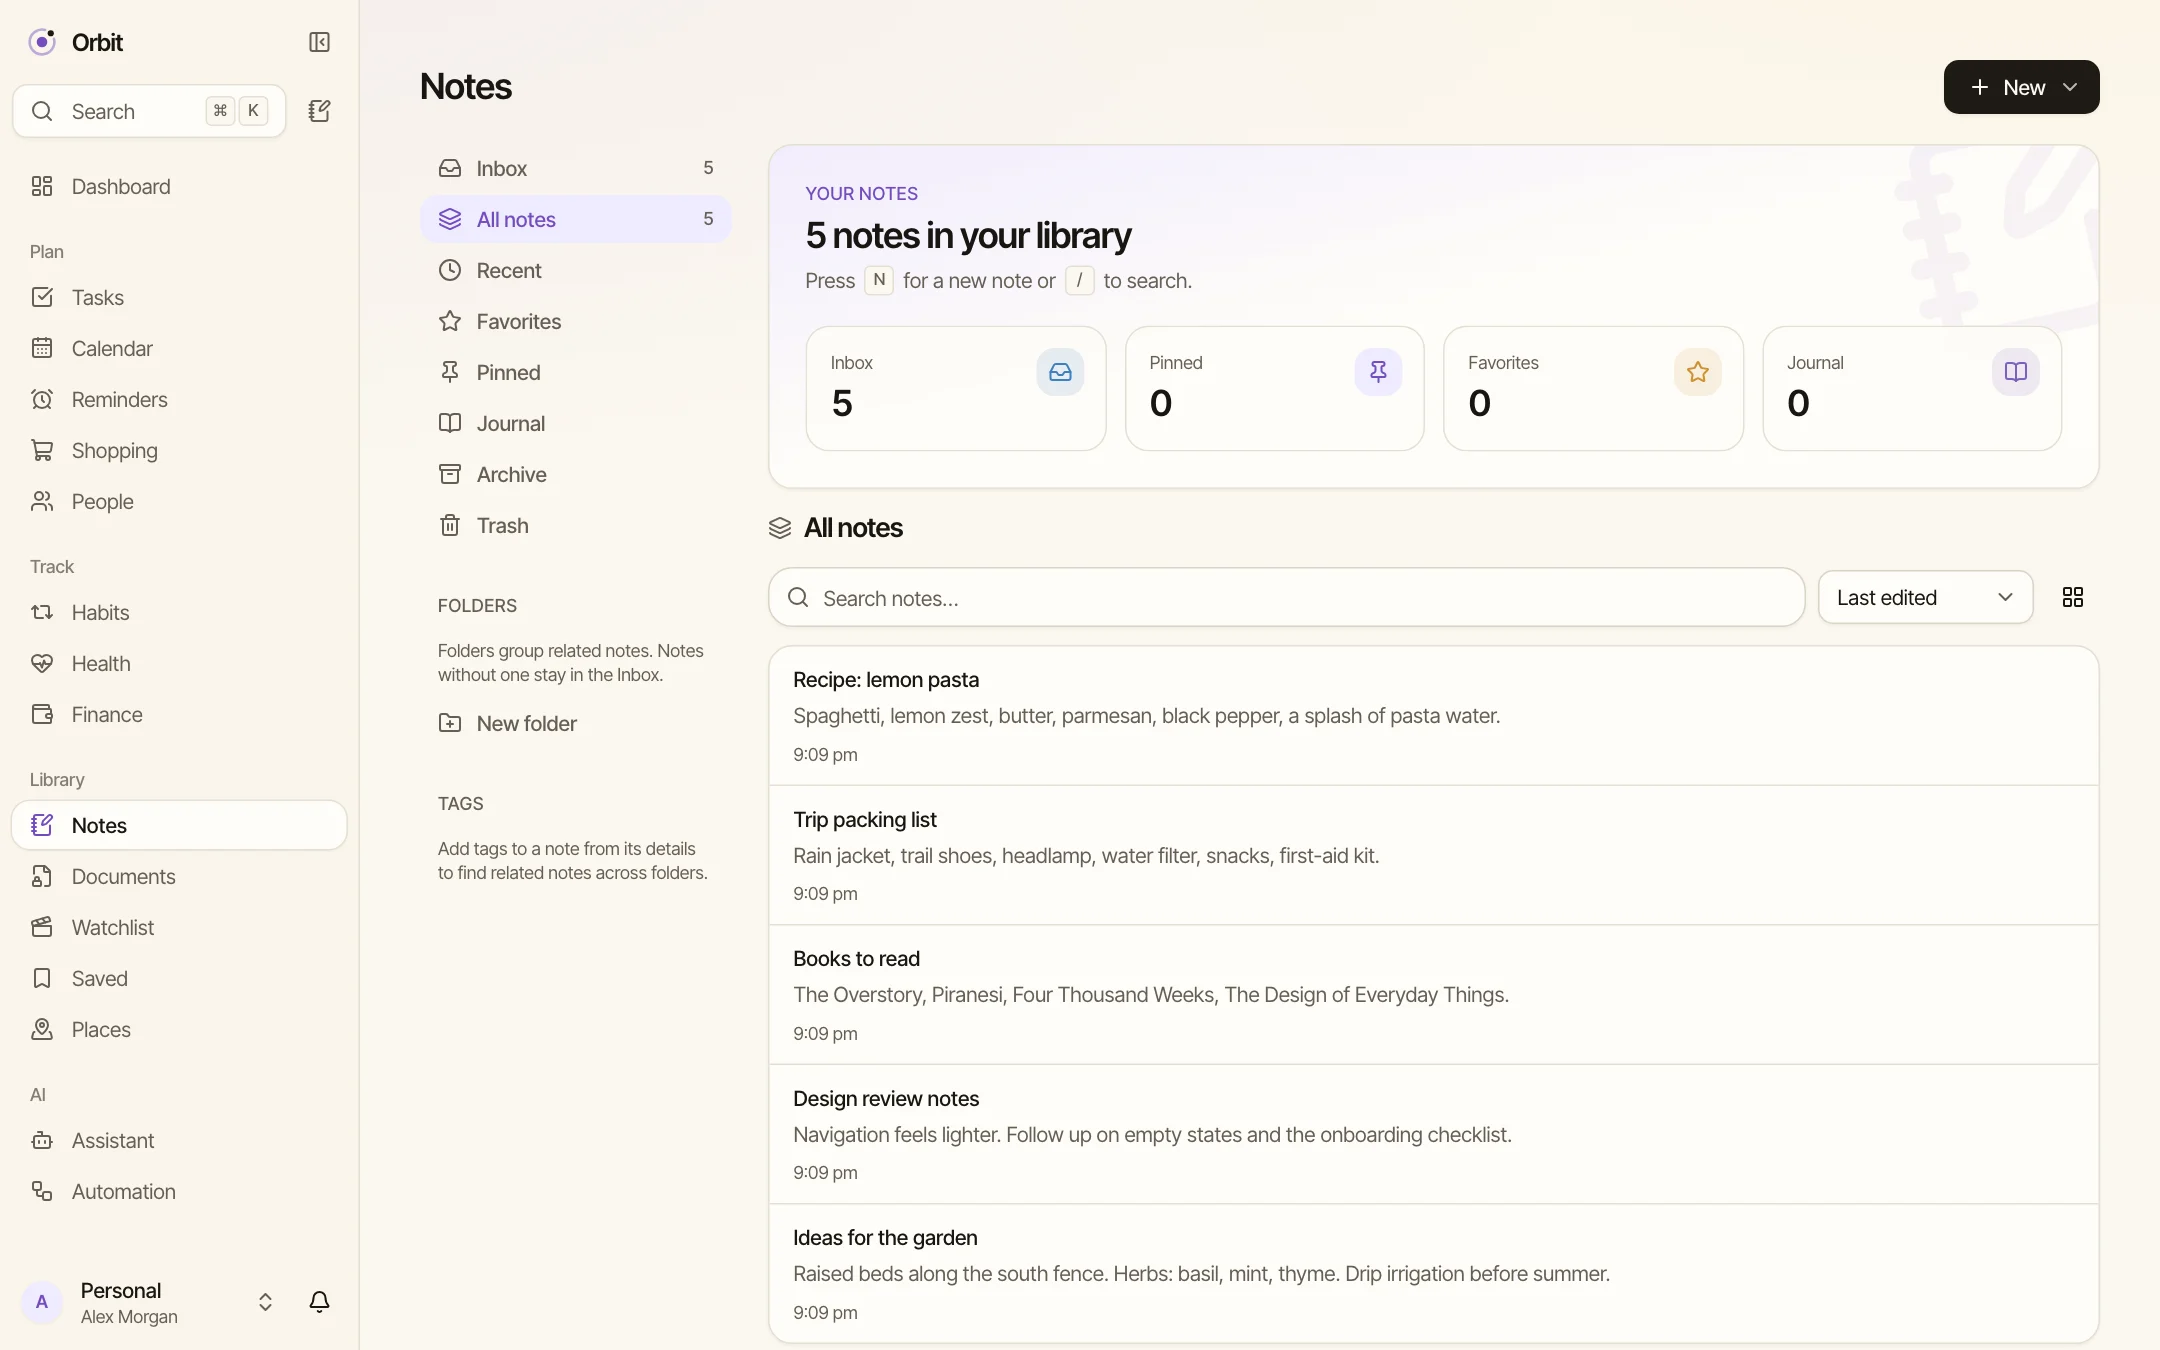 Orbit
Search ⌘ K
Dashboard
Plan
Tasks
Calendar
Reminders
Shopping
People
Track
Habits
Health
Finance
Library
Notes
Documents
Watchlist
Saved
Places
AI
Assistant
Automation
A
Personal
Alex Morgan
Notes
New
Inbox 5
All notes 5
Recent
Favorites
Pinned
Journal
Archive
Trash
FOLDERS
Folders group related notes. Notes
without one stay in the Inbox.
New folder
TAGS
Add tags to a note from its details
to find related notes across folders.
YOUR NOTES
5 notes in your library
Press N for a new note or / to search.
Inbox
5
Pinned
0
Favorites
0
Journal
0
All notes
Search notes...
Last edited
Recipe: lemon pasta
Spaghetti, lemon zest, butter, parmesan, black pepper, a splash of pasta water.
9:09 pm
Trip packing list
Rain jacket, trail shoes, headlamp, water filter, snacks, first-aid kit.
9:09 pm
Books to read
The Overstory, Piranesi, Four Thousand Weeks, The Design of Everyday Things.
9:09 pm
Design review notes
Navigation feels lighter. Follow up on empty states and the onboarding checklist.
9:09 pm
Ideas for the garden
Raised beds along the south fence. Herbs: basil, mint, thyme. Drip irrigation before summer.
9:09 pm